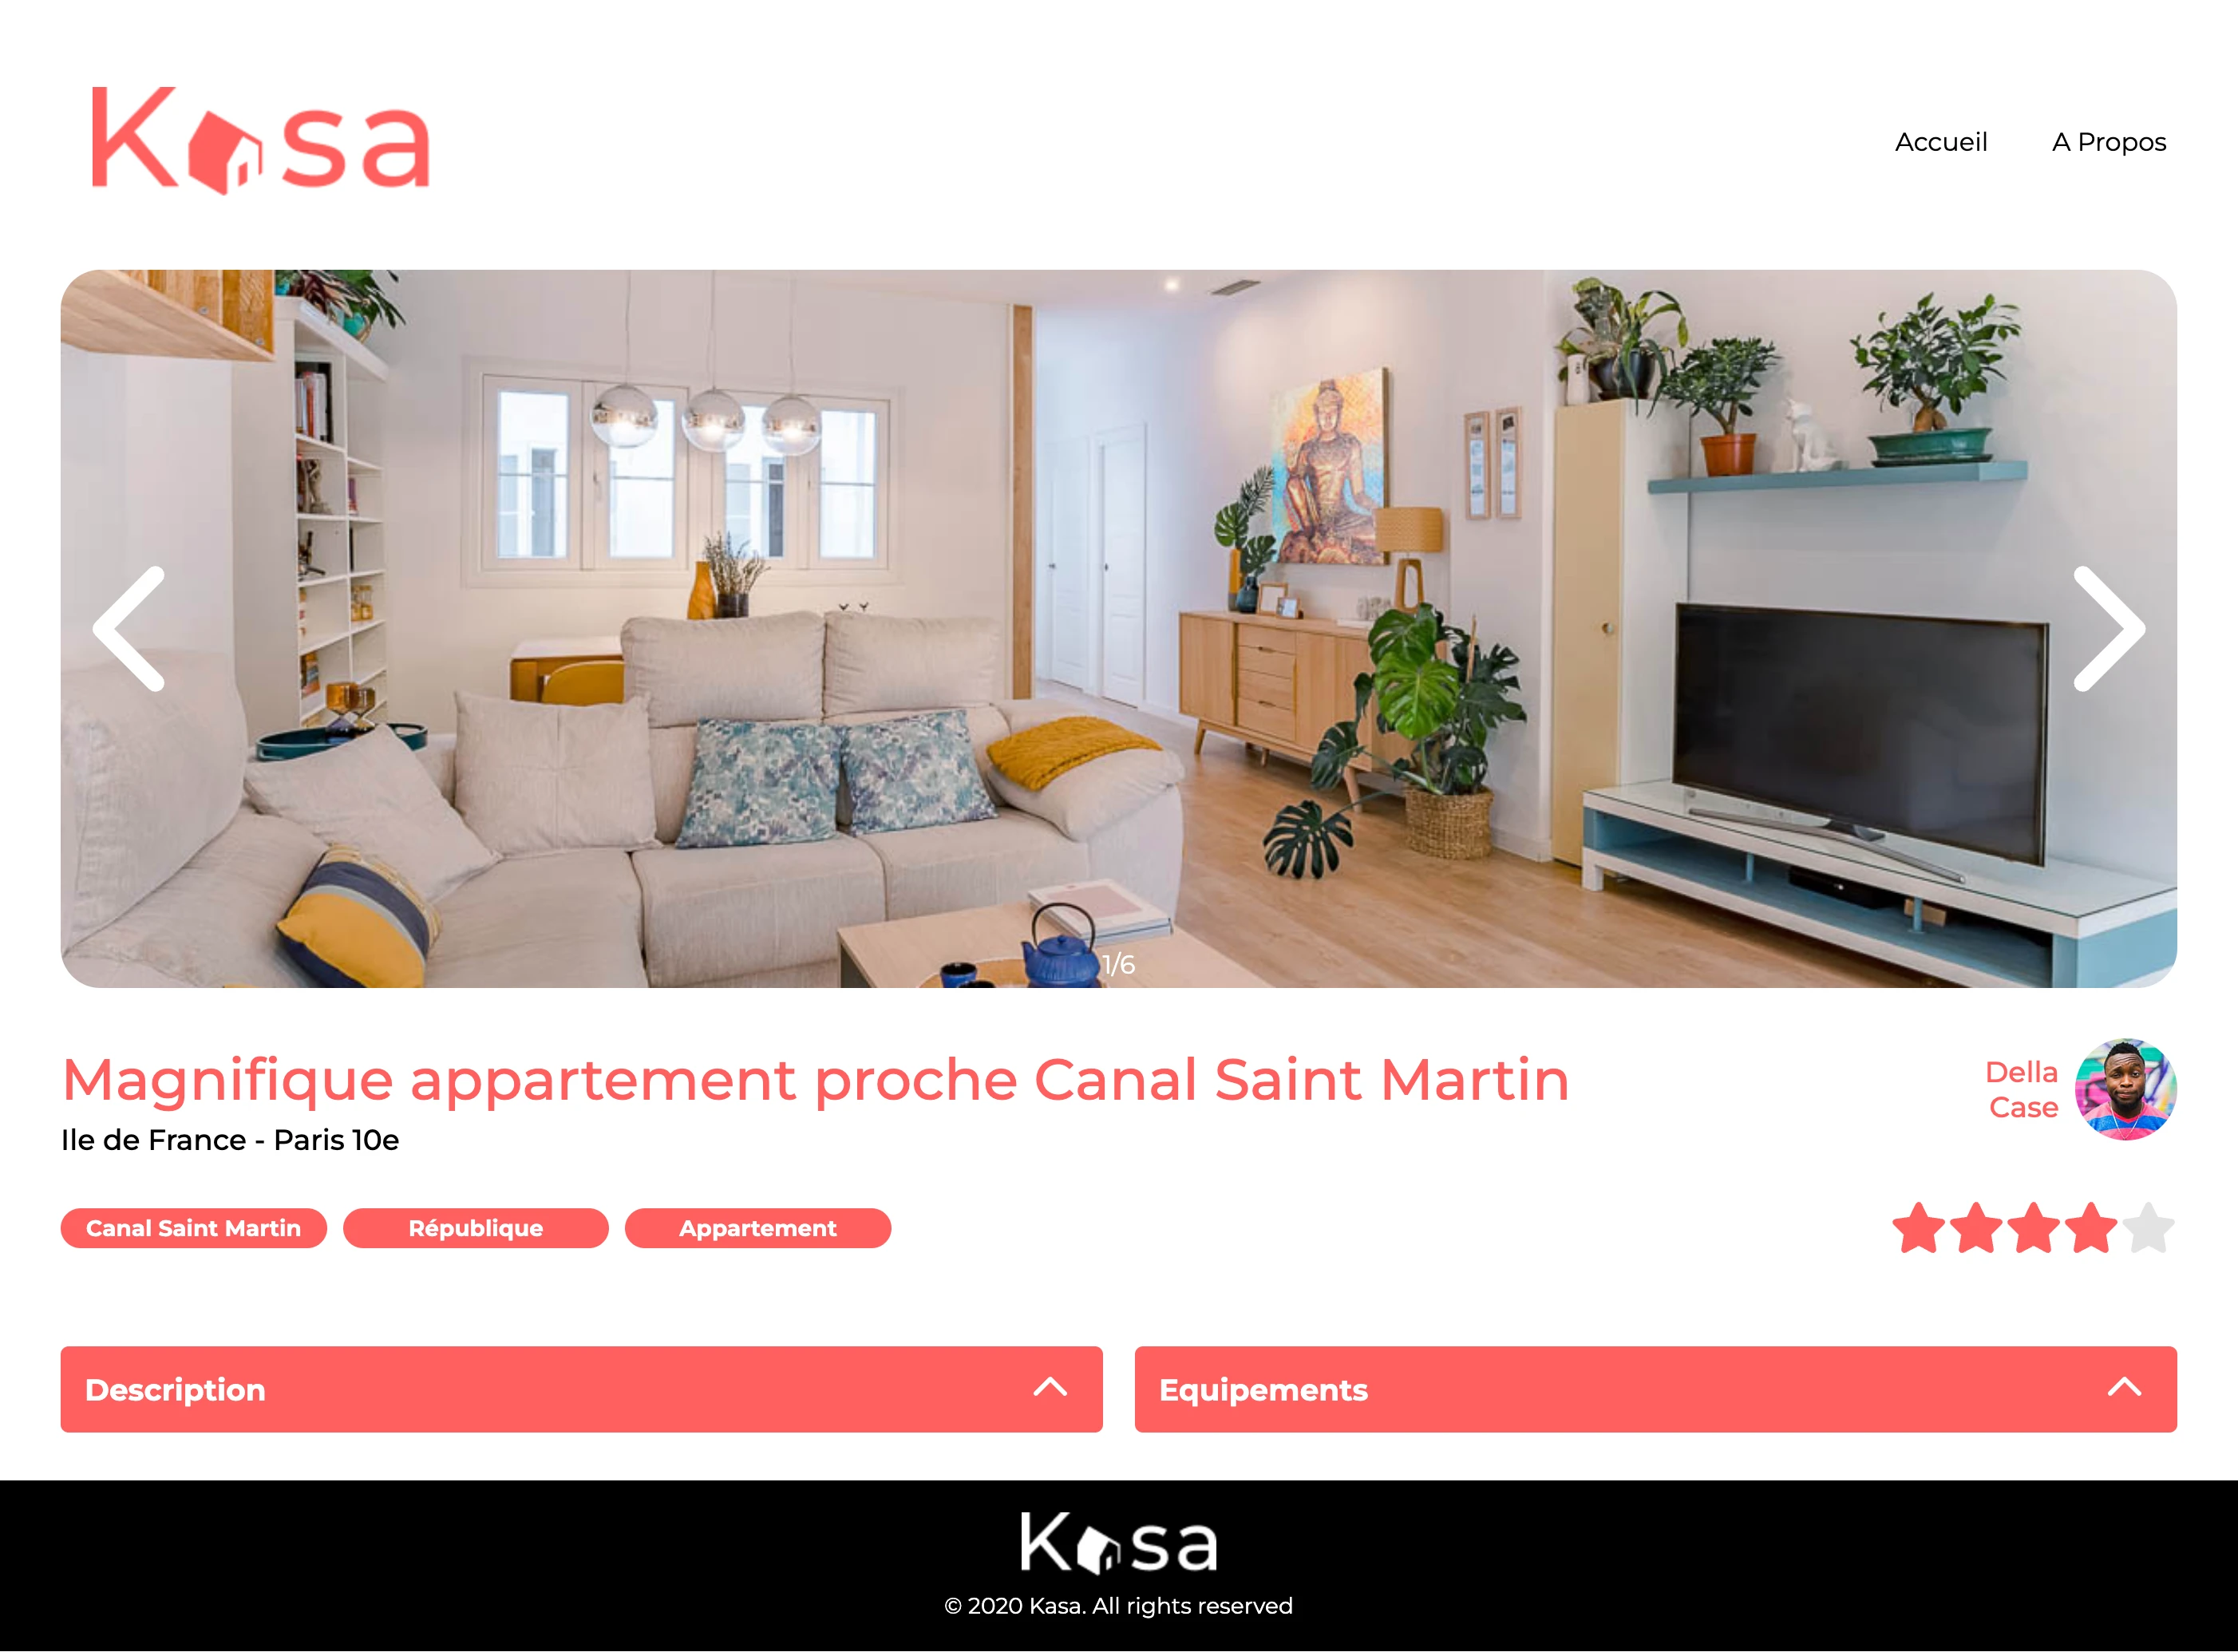 Kasa
Accueil
A Propos
1/6
Magnifique appartement proche Canal Saint Martin
Della
Case
Ile de France - Paris 10e
Canal Saint Martin
République
Appartement
Description
Equipements
Kasa
© 2020 Kasa. All rights reserved